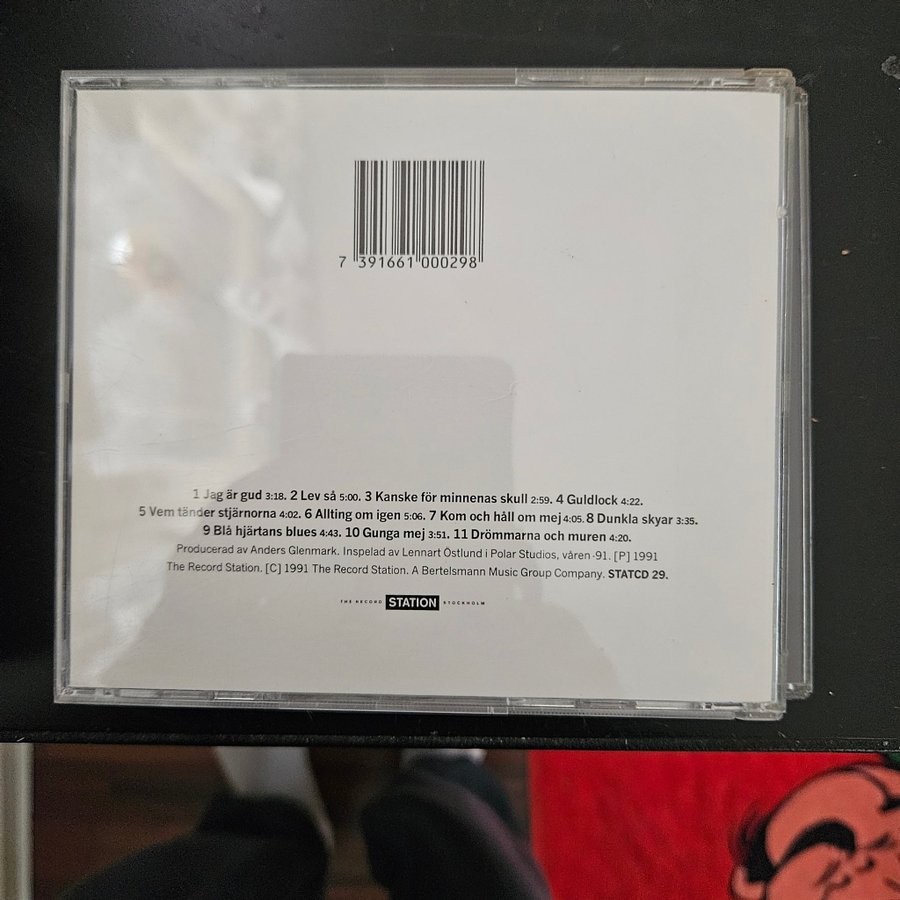 7 391661 000298
1 Jag är gud 3:18. 2 Lev så 5:00. 3 Kanske för minnenas skull 2:59. 4 Guldlock 4:22.
5 Vem tänder stjärnorna 4:02. 6 Allting om igen 5:06. 7 Kom och håll om mej 4:05. 8 Dunkla skyar 3:35.
9 Blå hjärtans blues 4:43. 10 Gunga mej 3:51. 11 Drömmarna och muren 4:20.
Producerad av Anders Glenmark. Inspelad av Lennart Östlund i Polar Studios, våren -91. [P] 1991
The Record Station. [C] 1991 The Record Station. A Bertelsmann Music Group Company. STATCD 29.
THE RECORD STATION STOCKHOLM